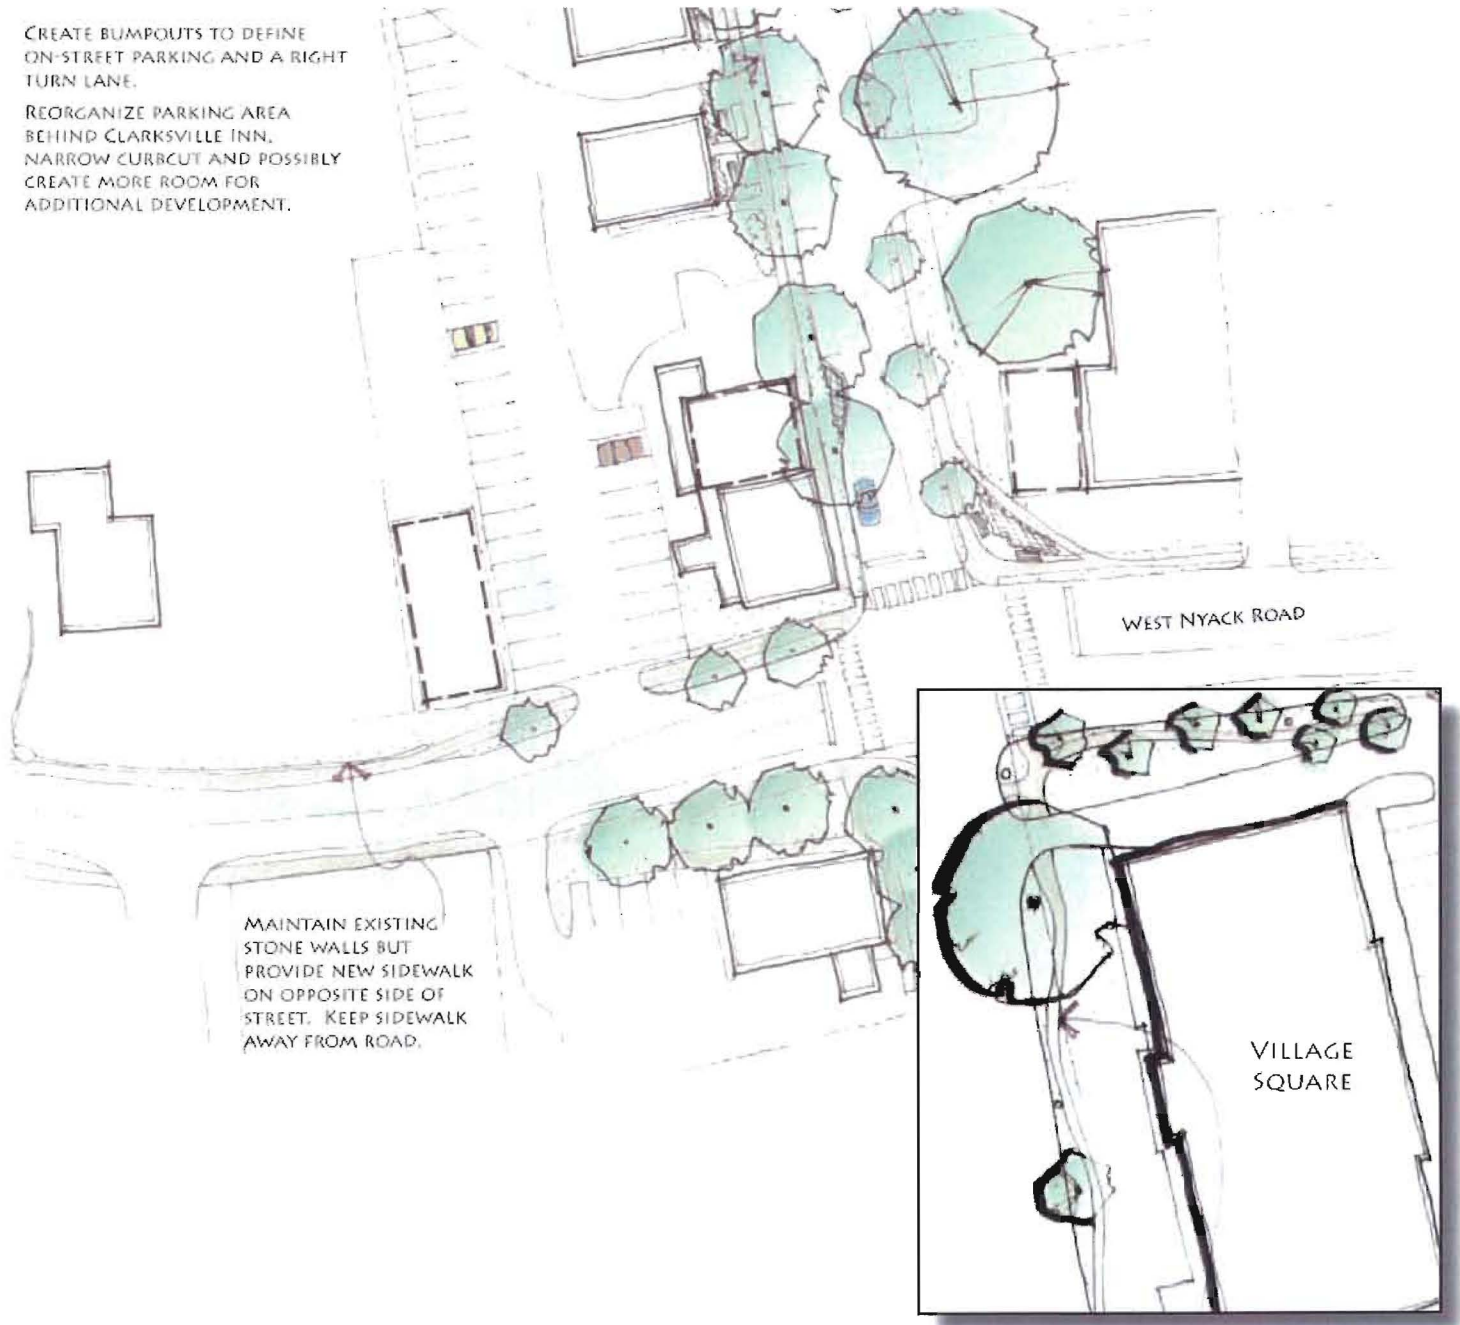 CREATE BUMPOUTS TO DEFINE
ON-STREET PARKING AND A RIGHT
TURN LANE.
REORGANIZE PARKING AREA
BEHIND CLARKSVILLE INN,
NARROW CURBCUT AND POSSIBLY
CREATE MORE ROOM FOR
ADDITIONAL DEVELOPMENT.
WEST NYACK ROAD
MAINTAIN EXISTING
STONE WALLS BUT
PROVIDE NEW SIDEWALK
ON OPPOSITE SIDE OF
STREET. KEEP SIDEWALK
AWAY FROM ROAD.
VILLAGE
SQUARE